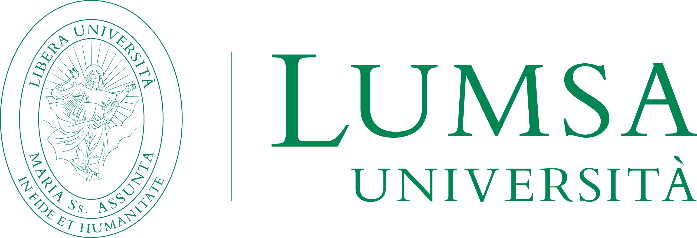 LIBERA UNIVERSITÀ
MARIA Ss. ASSUNTA
IN FIDE ET HUMANITATE
LUMSA
UNIVERSITÀ